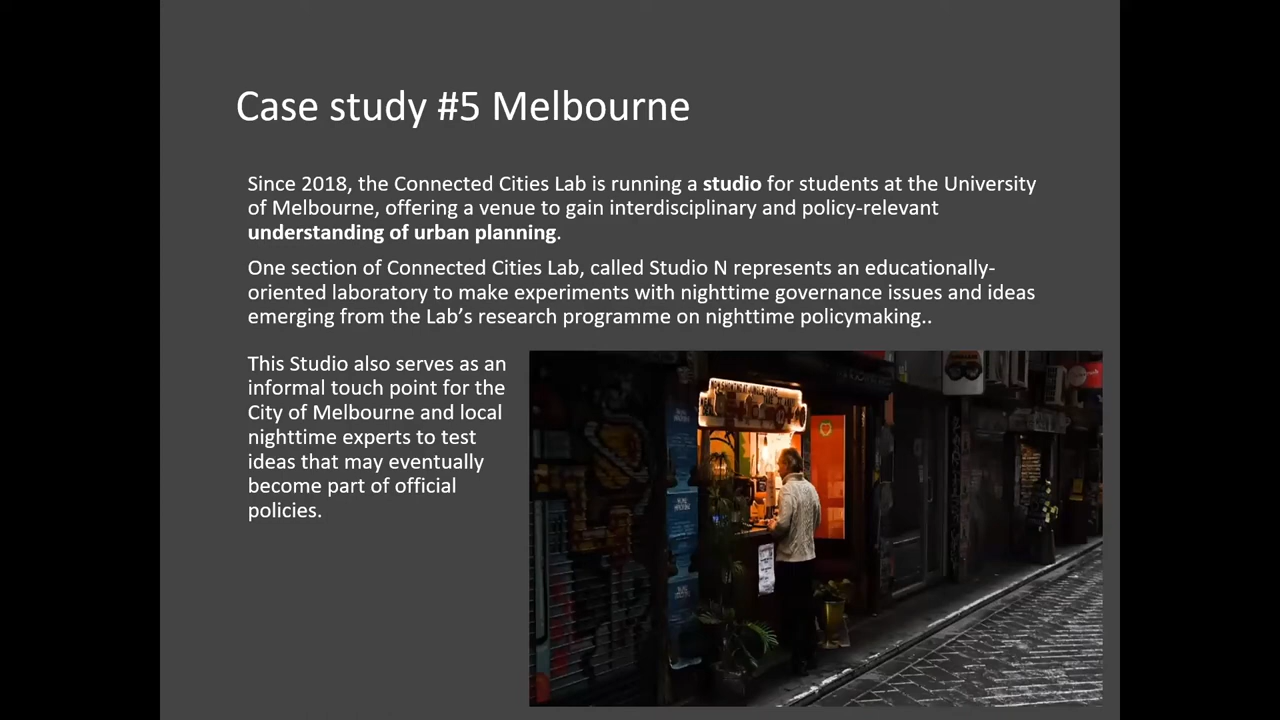 Case study #5 Melbourne
Since 2018, the Connected Cities Lab is running a studio for students at the University
of Melbourne, offering a venue to gain interdisciplinary and policy-relevant
understanding of urban planning.
One section of Connected Cities Lab, called Studio N represents an educationally-
oriented laboratory to make experiments with nighttime governance issues and ideas
emerging from the Lab’s research programme on nighttime policymaking..
This Studio also serves as an
informal touch point for the
City of Melbourne and local
nighttime experts to test
ideas that may eventually
become part of official
policies.